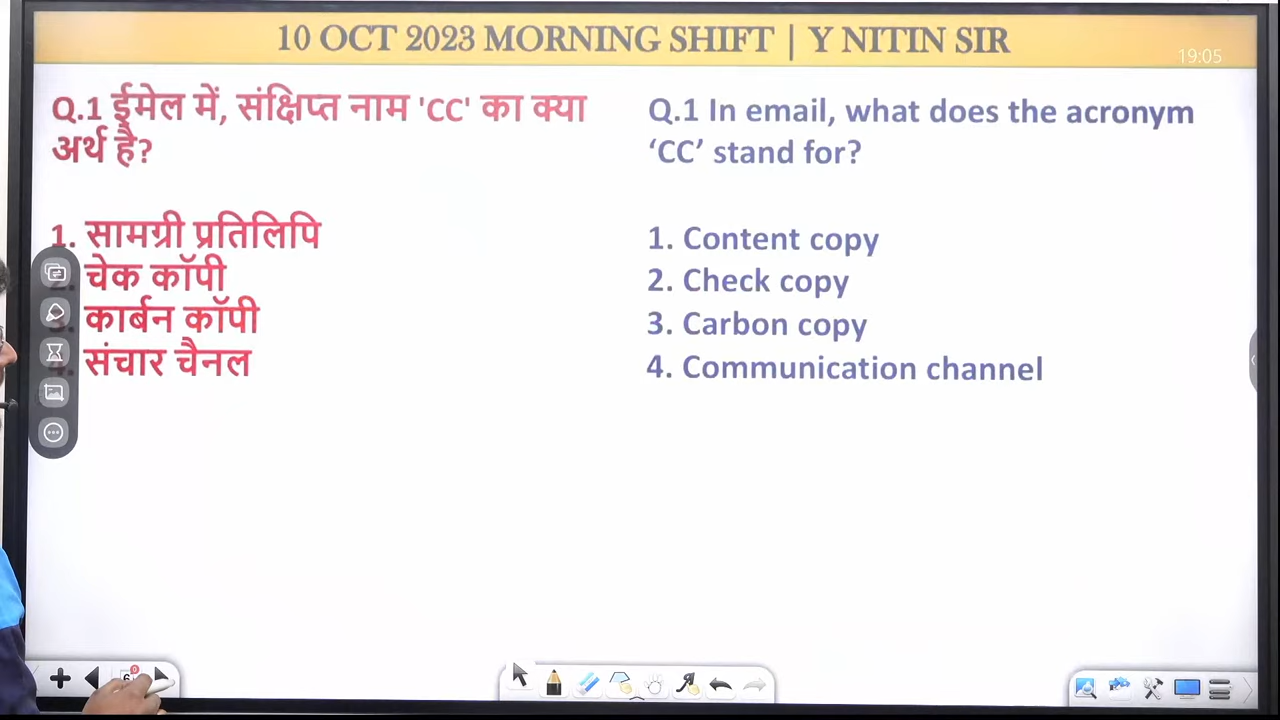 10 OCT 2023 MORNING SHIFT | Y NITIN SIR
19:05
Q.1 ईमेल में, संक्षिप्त नाम 'CC' का क्या
अर्थ है?
1. सामग्री प्रतिलिपि
चेक कॉपी
3. कार्बन कॉपी
4. संचार चैनल
Q.1 In email, what does the acronym
‘CC’ stand for?
1. Content copy
2. Check copy
3. Carbon copy
4. Communication channel